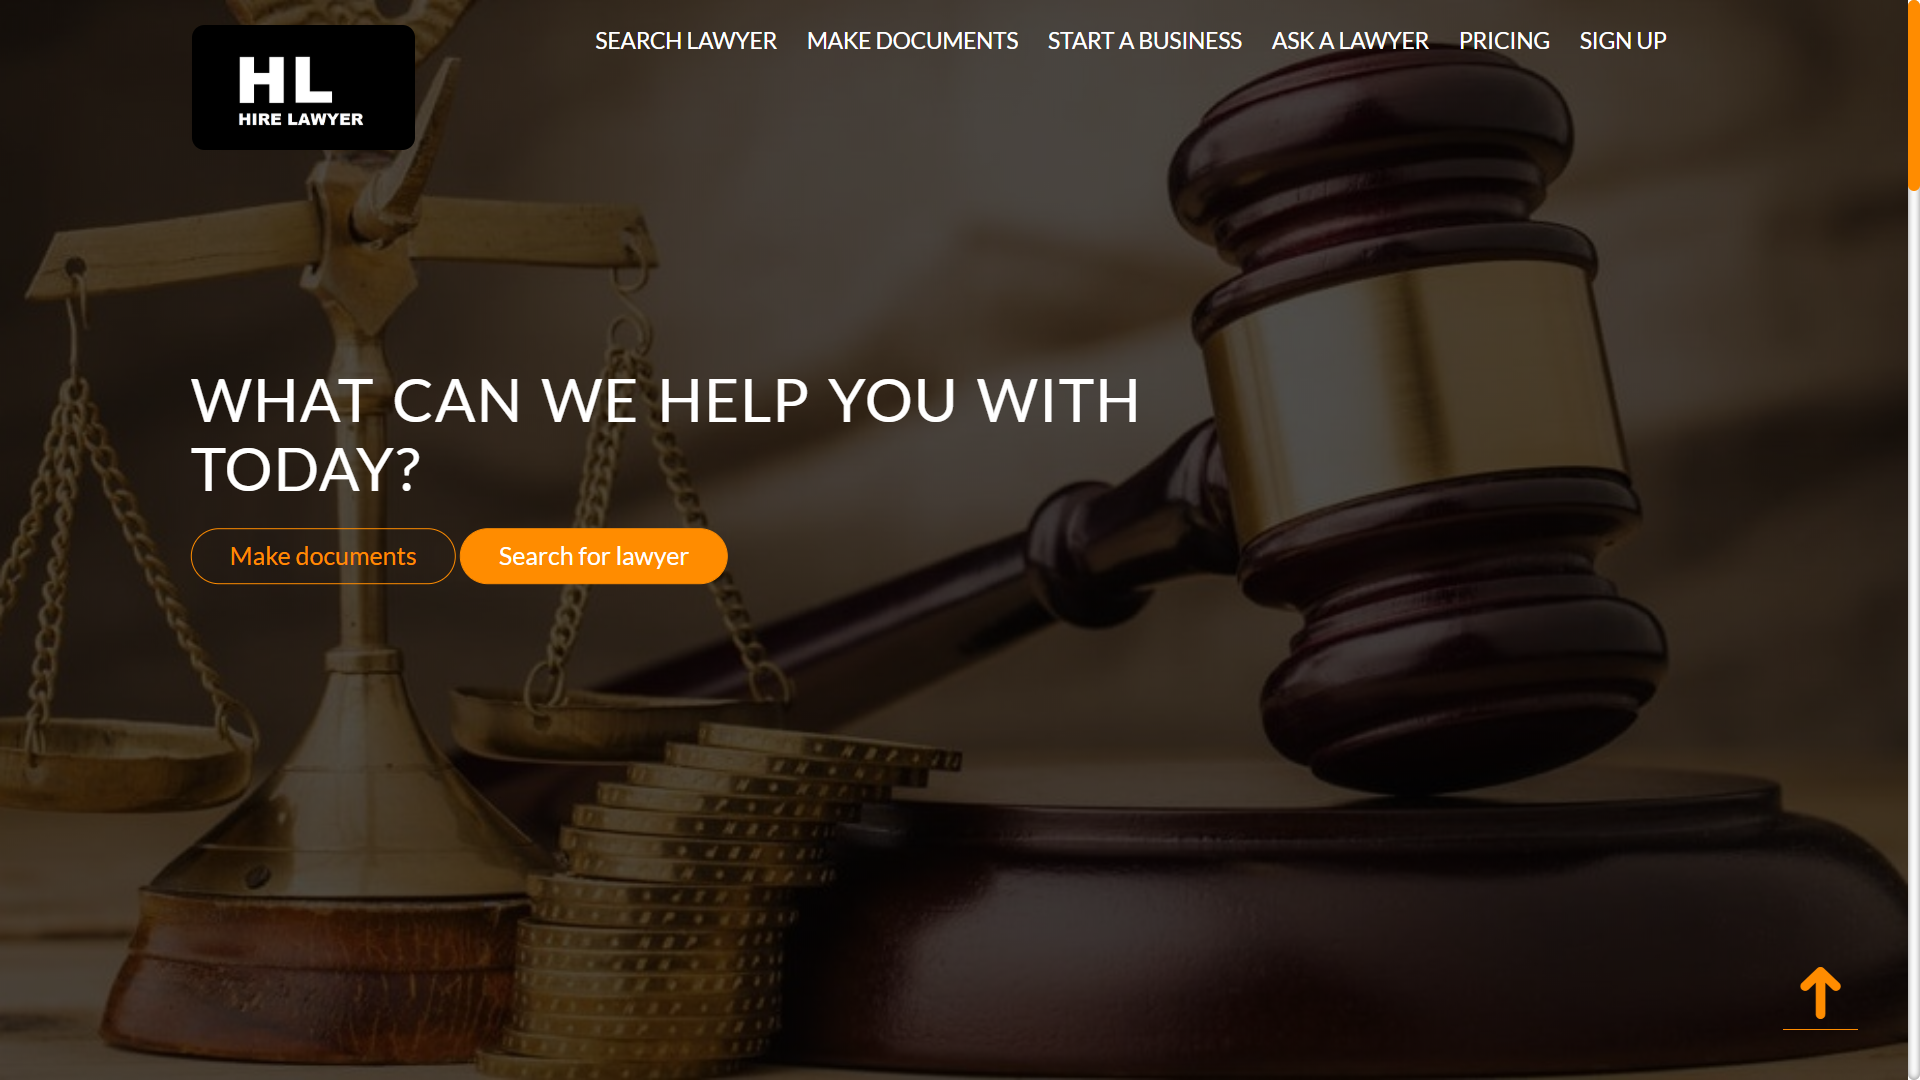 HL
HIRE LAWYER
SEARCH LAWYER MAKE DOCUMENTS START A BUSINESS ASK A LAWYER PRICING SIGN UP
WHAT CAN WE HELP YOU WITH
TODAY?
Make documents Search for lawyer